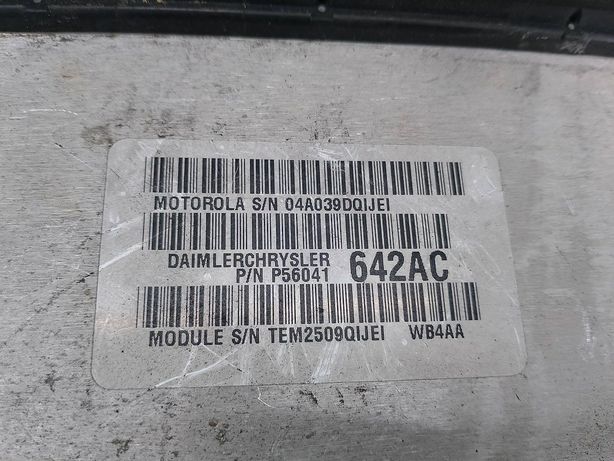 MOTOROLA S/N 04A039DQIJEI
DAIMLERCHRYSLER
P/N P56041 642AC
MODULE S/N TEM2509QIJEI WB4AA